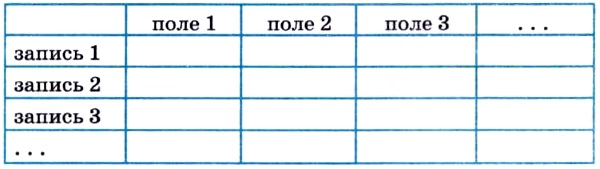 поле 1 поле 2 поле 3 ...
запись 1
запись 2
запись 3
...